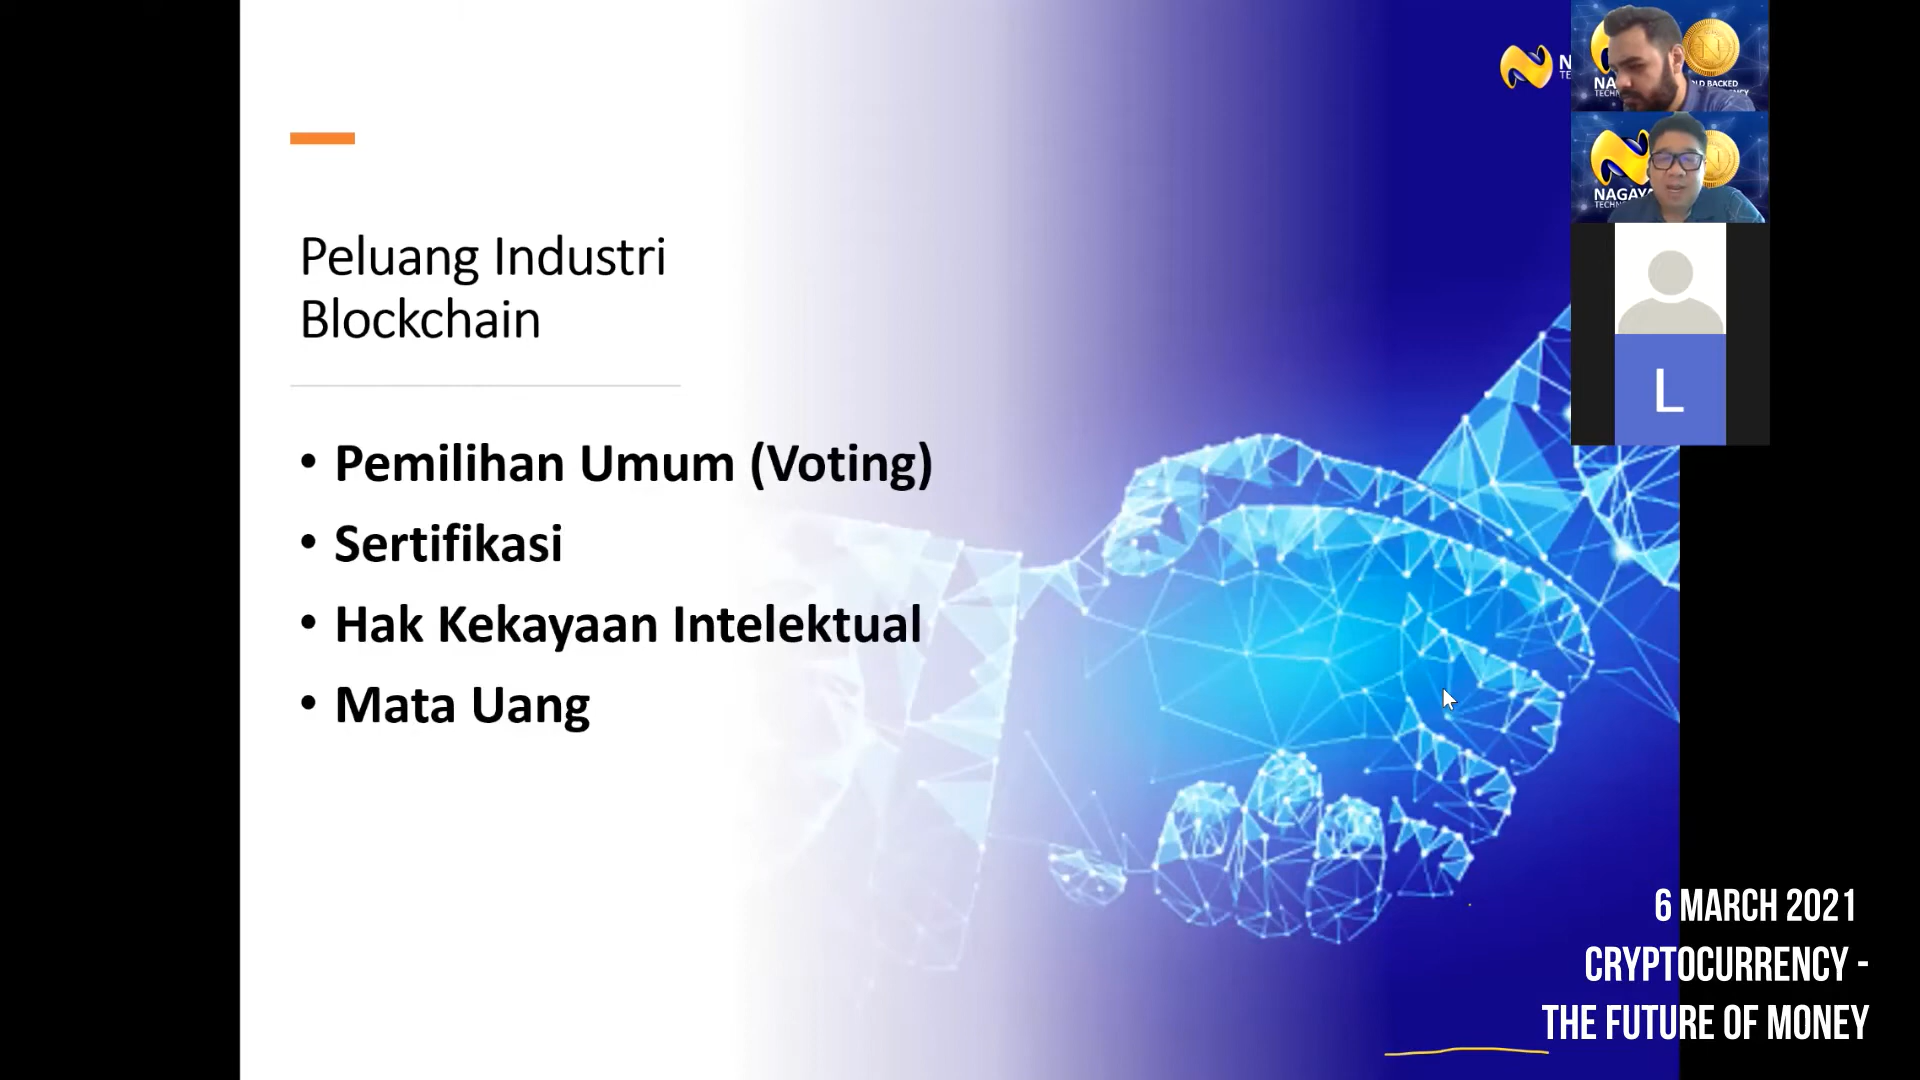 Peluang Industri
Blockchain
• Pemilihan Umum (Voting)
• Sertifikasi
• Hak Kekayaan Intelektual
• Mata Uang
L
6 MARCH 2021
CRYPTOCURRENCY -
THE FUTURE OF MONEY